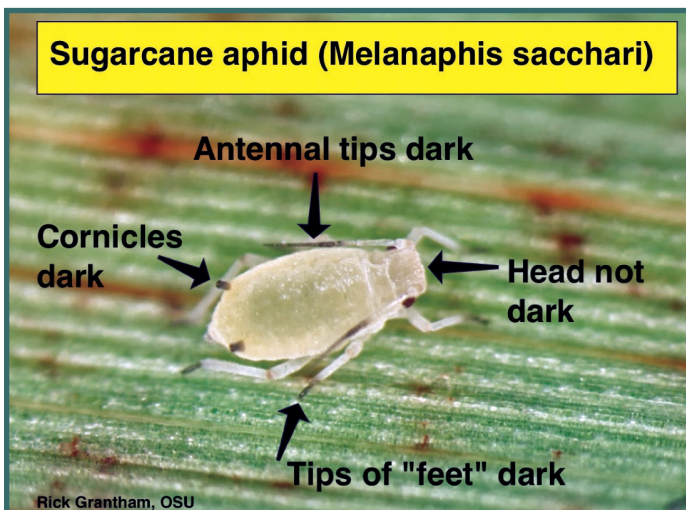 Sugarcane aphid (Melanaphis sacchari)
Antennal tips dark
Cornicles
dark
Head not
dark
Tips of "feet" dark
Rick Grantham, OSU